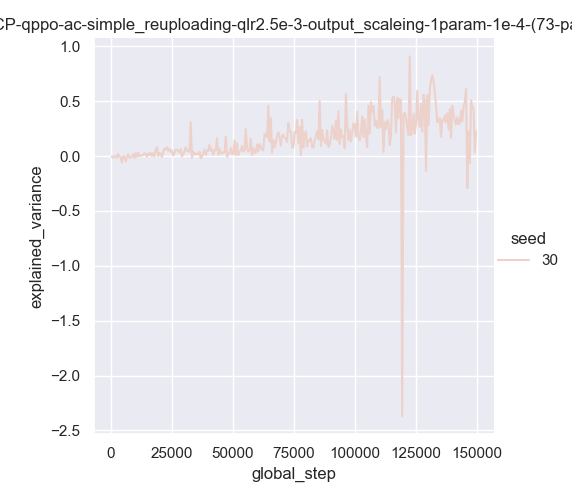 CP-qppo-ac-simple_reuploading-qlr2.5e-3-output_scaleing-1param-1e-4-(73-pa
1.0
0.5
0.0
−0.5
−1.0
−1.5
−2.0
−2.5
explained_variance
0 25000 50000 75000 100000 125000 150000
global_step
seed
30